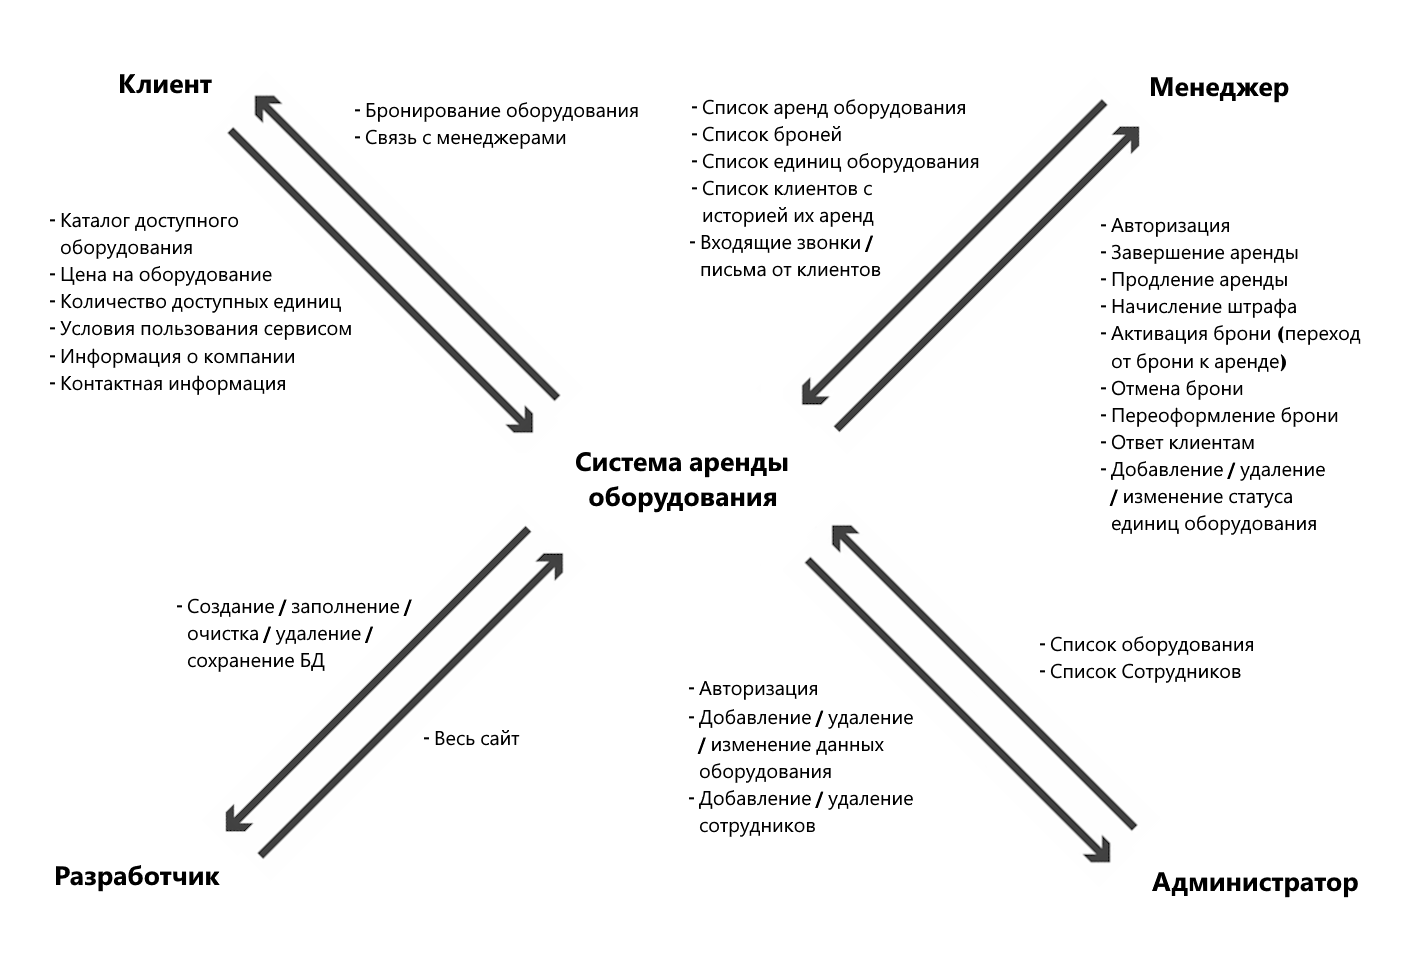 Клиент
- Бронирование оборудования
- Связь с менеджерами
- Каталог доступного
оборудования
- Цена на оборудование
- Количество доступных единиц
- Условия пользования сервисом
- Информация о компании
- Контактная информация
- Список аренд оборудования
- Список броней
- Список единиц оборудования
- Список клиентов с
историей их аренд
- Входящие звонки /
письма от клиентов
Менеджер
- Авторизация
- Завершение аренды
- Продление аренды
- Начисление штрафа
- Активация брони (переход
от брони к аренде)
- Отмена брони
- Переоформление брони
- Ответ клиентам
- Добавление / удаление
/ изменение статуса
единиц оборудования
Система аренды
оборудования
- Создание / заполнение /
очистка / удаление /
сохранение БД
- Весь сайт
Разработчик
- Авторизация
- Добавление / удаление
/ изменение данных
оборудования
- Добавление / удаление
сотрудников
- Список оборудования
- Список Сотрудников
Администратор